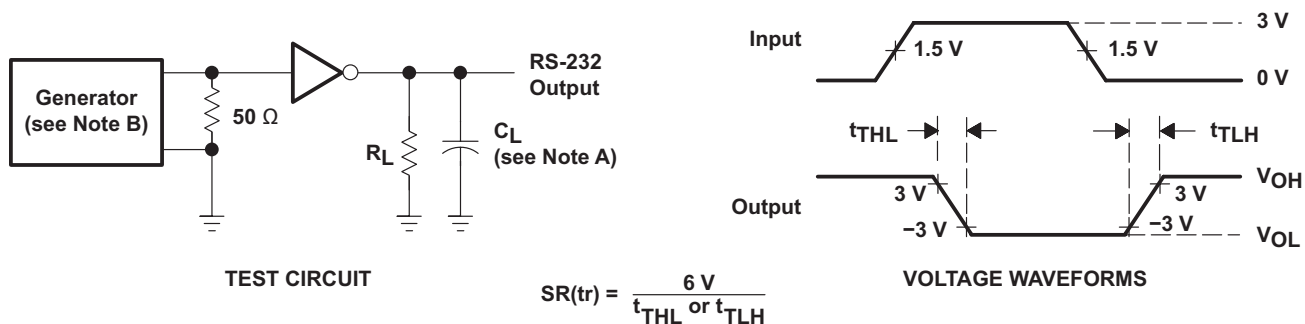 Generator
(see Note B)
50 Ω
RS-232
Output
R_L
C_L
(see Note A)
TEST CIRCUIT
Input
1.5 V
1.5 V
3 V
0 V
t_THL
t_TLH
Output
3 V
−3 V
3 V
−3 V
V_OH
V_OL
VOLTAGE WAVEFORMS
SR(tr) = 6 V
t_THL or t_TLH